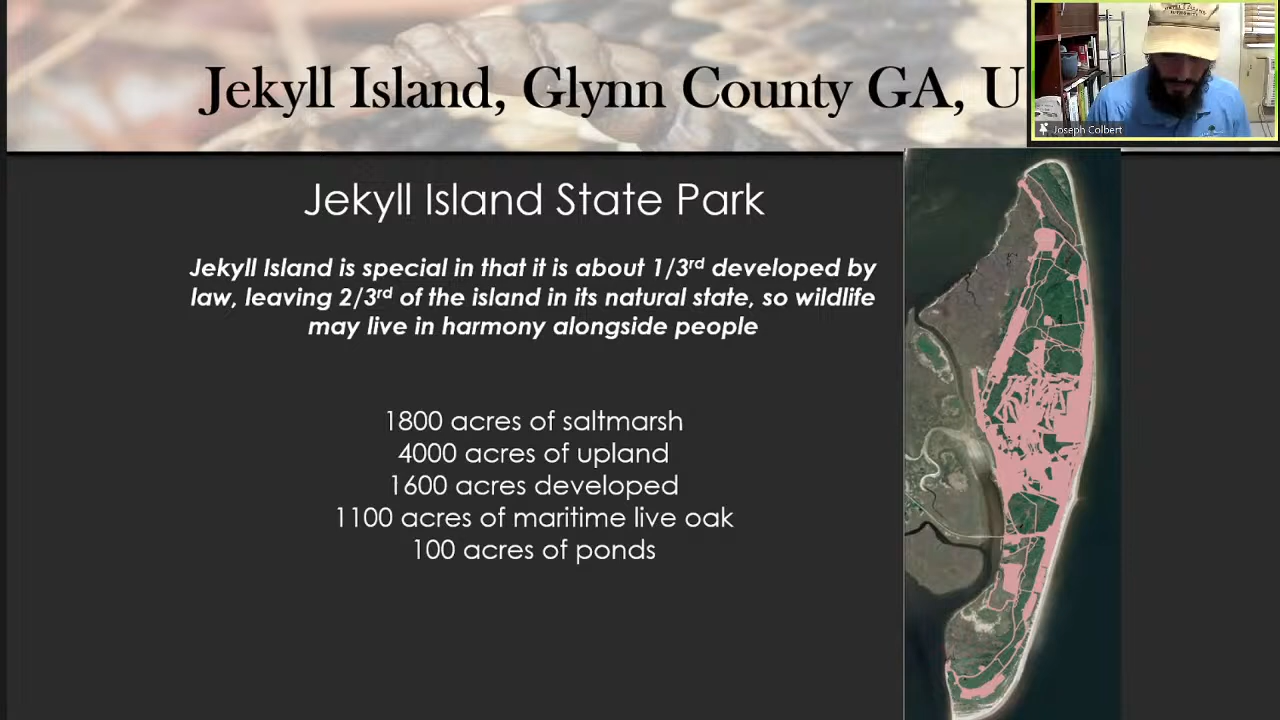 Jekyll Island, Glynn County GA, U
Jekyll Island State Park
Jekyll Island is special in that it is about 1/3rd developed by
law, leaving 2/3rd of the island in its natural state, so wildlife
may live in harmony alongside people
1800 acres of saltmarsh
4000 acres of upland
1600 acres developed
1100 acres of maritime live oak
100 acres of ponds
Joseph Colbert